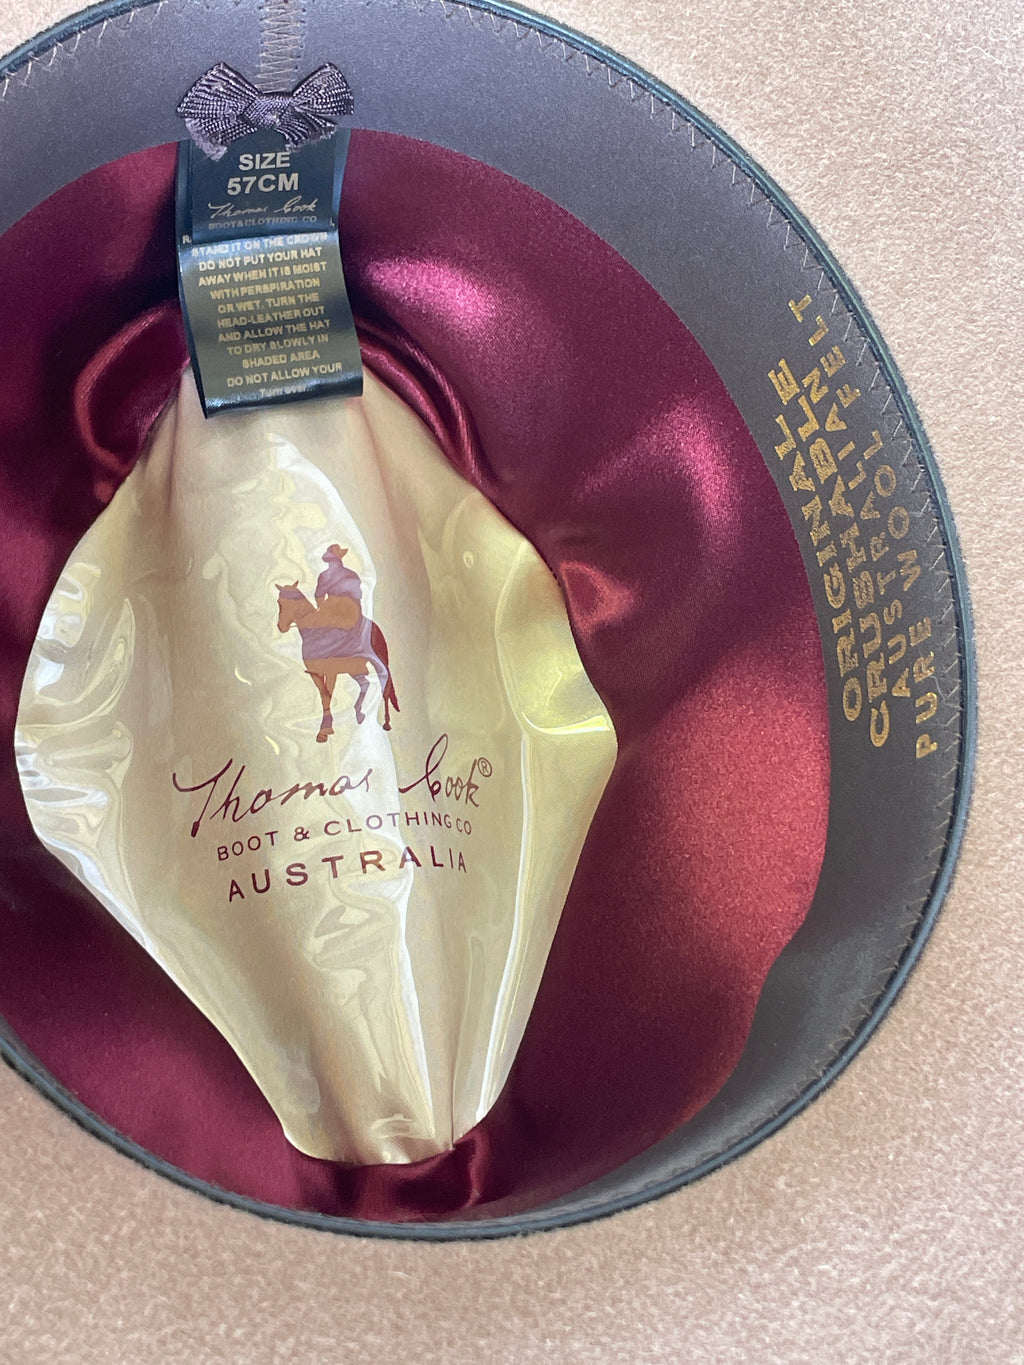 SIZE
57CM
Thomas Cook
BOOT & CLOTHING CO
STAND IT ON THE CROWN
DO NOT PUT YOUR HAT
AWAY WHEN IT IS MOIST
WITH PERSPIRATION
OR WET. TURN THE
HEAD-LEATHER OUT
AND ALLOW THE HAT
TO DRY SLOWLY IN
SHADED AREA
DO NOT ALLOW YOUR
Turn over
Thomas Cook®
BOOT & CLOTHING CO
AUSTRALIA
ORIGINAL
CRUSHABLE
AUSTRALIAN
PURE WOOL FELT